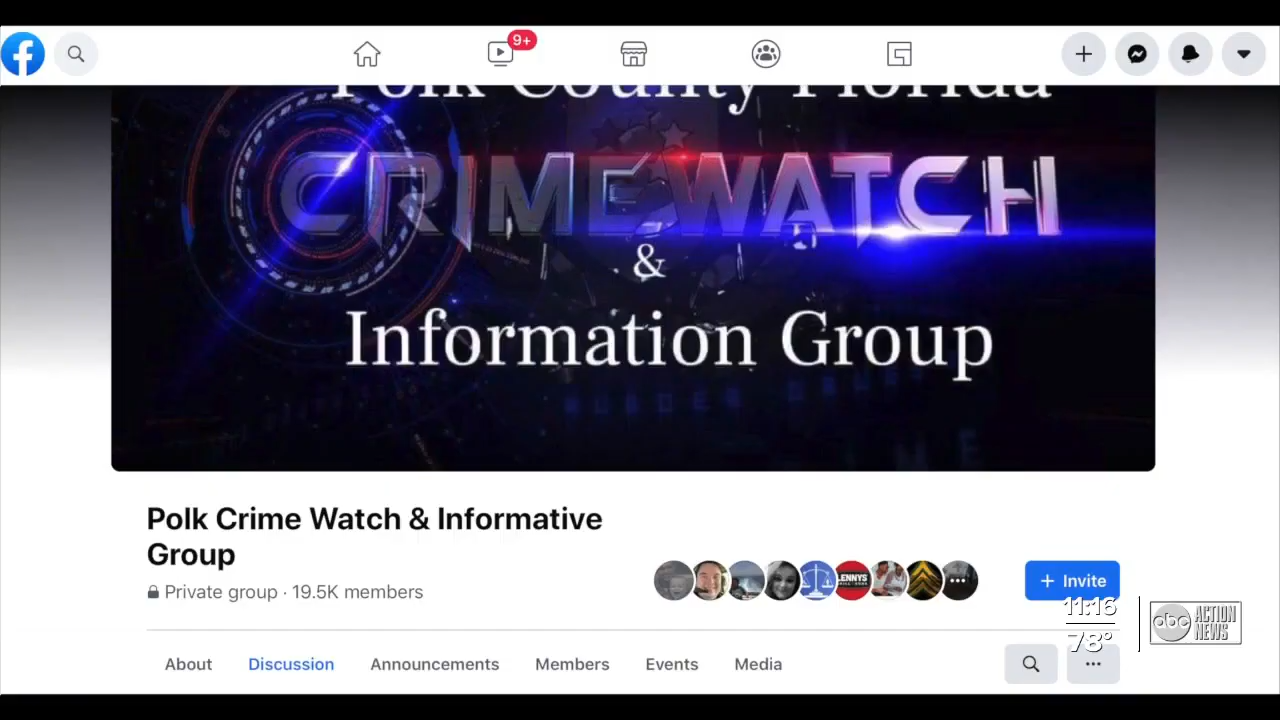 9+
Polk County Florida
CRIMEWATCH
&
Information Group
Polk Crime Watch & Informative
Group
Private group · 19.5K members
LENNYS
+ Invite
11:16
78°
abc ACTION NEWS
About Discussion Announcements Members Events Media